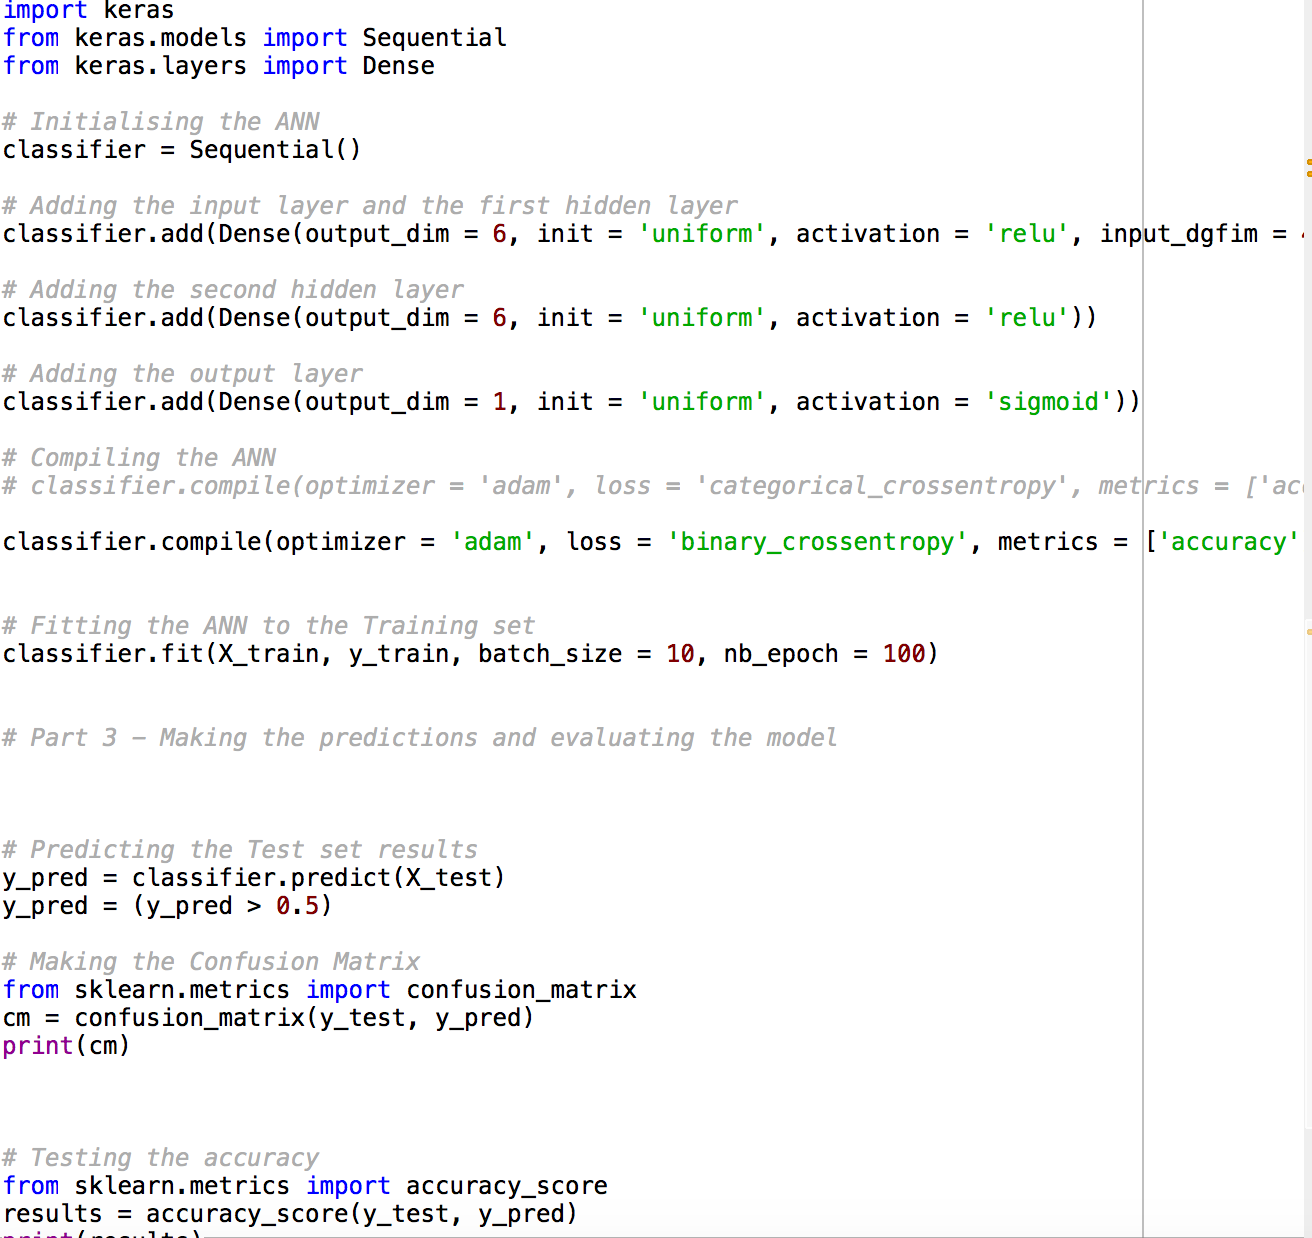 import keras
from keras.models import Sequential
from keras.layers import Dense
# Initialising the ANN
classifier = Sequential()
# Adding the input layer and the first hidden layer
classifier.add(Dense(output_dim = 6, init = 'uniform', activation = 'relu', input_dgfim =
# Adding the second hidden layer
classifier.add(Dense(output_dim = 6, init = 'uniform', activation = 'relu'))
# Adding the output layer
classifier.add(Dense(output_dim = 1, init = 'uniform', activation = 'sigmoid'))
# Compiling the ANN
# classifier.compile(optimizer = 'adam', loss = 'categorical_crossentropy', metrics = ['ac
classifier.compile(optimizer = 'adam', loss = 'binary_crossentropy', metrics = ['accuracy'
# Fitting the ANN to the Training set
classifier.fit(X_train, y_train, batch_size = 10, nb_epoch = 100)
# Part 3 – Making the predictions and evaluating the model
# Predicting the Test set results
y_pred = classifier.predict(X_test)
y_pred = (y_pred > 0.5)
# Making the Confusion Matrix
from sklearn.metrics import confusion_matrix
cm = confusion_matrix(y_test, y_pred)
print(cm)
# Testing the accuracy
from sklearn.metrics import accuracy_score
results = accuracy_score(y_test, y_pred)
print(results)